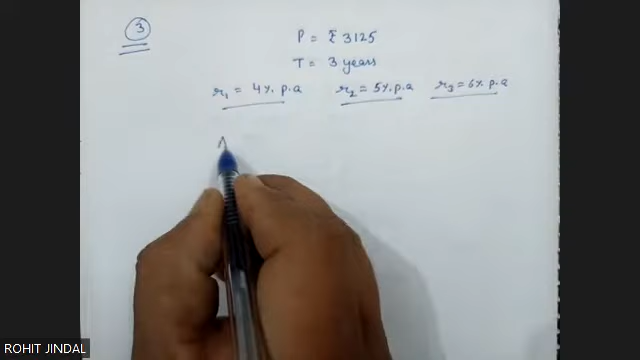 3
P = ₹ 3125
T = 3 years
r₁ = 4%. p.a r₂ = 5%. p.a r₃ = 6%. p.a
A
ROHIT JINDAL